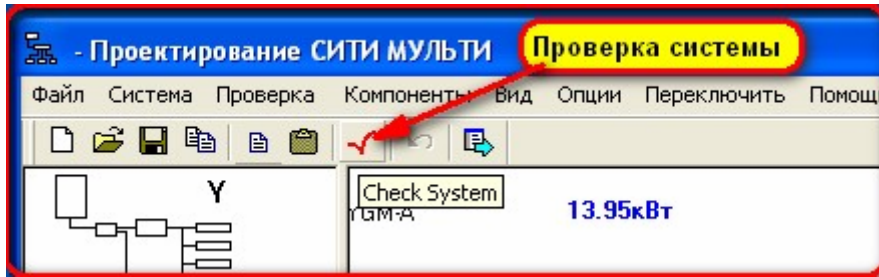 - Проектирование СИТИ МУЛЬТИ
Проверка системы
Файл Система Проверка Компоненты Вид Опции Переключить Помощ
Y
Check System
YGM-A
13.95кВт